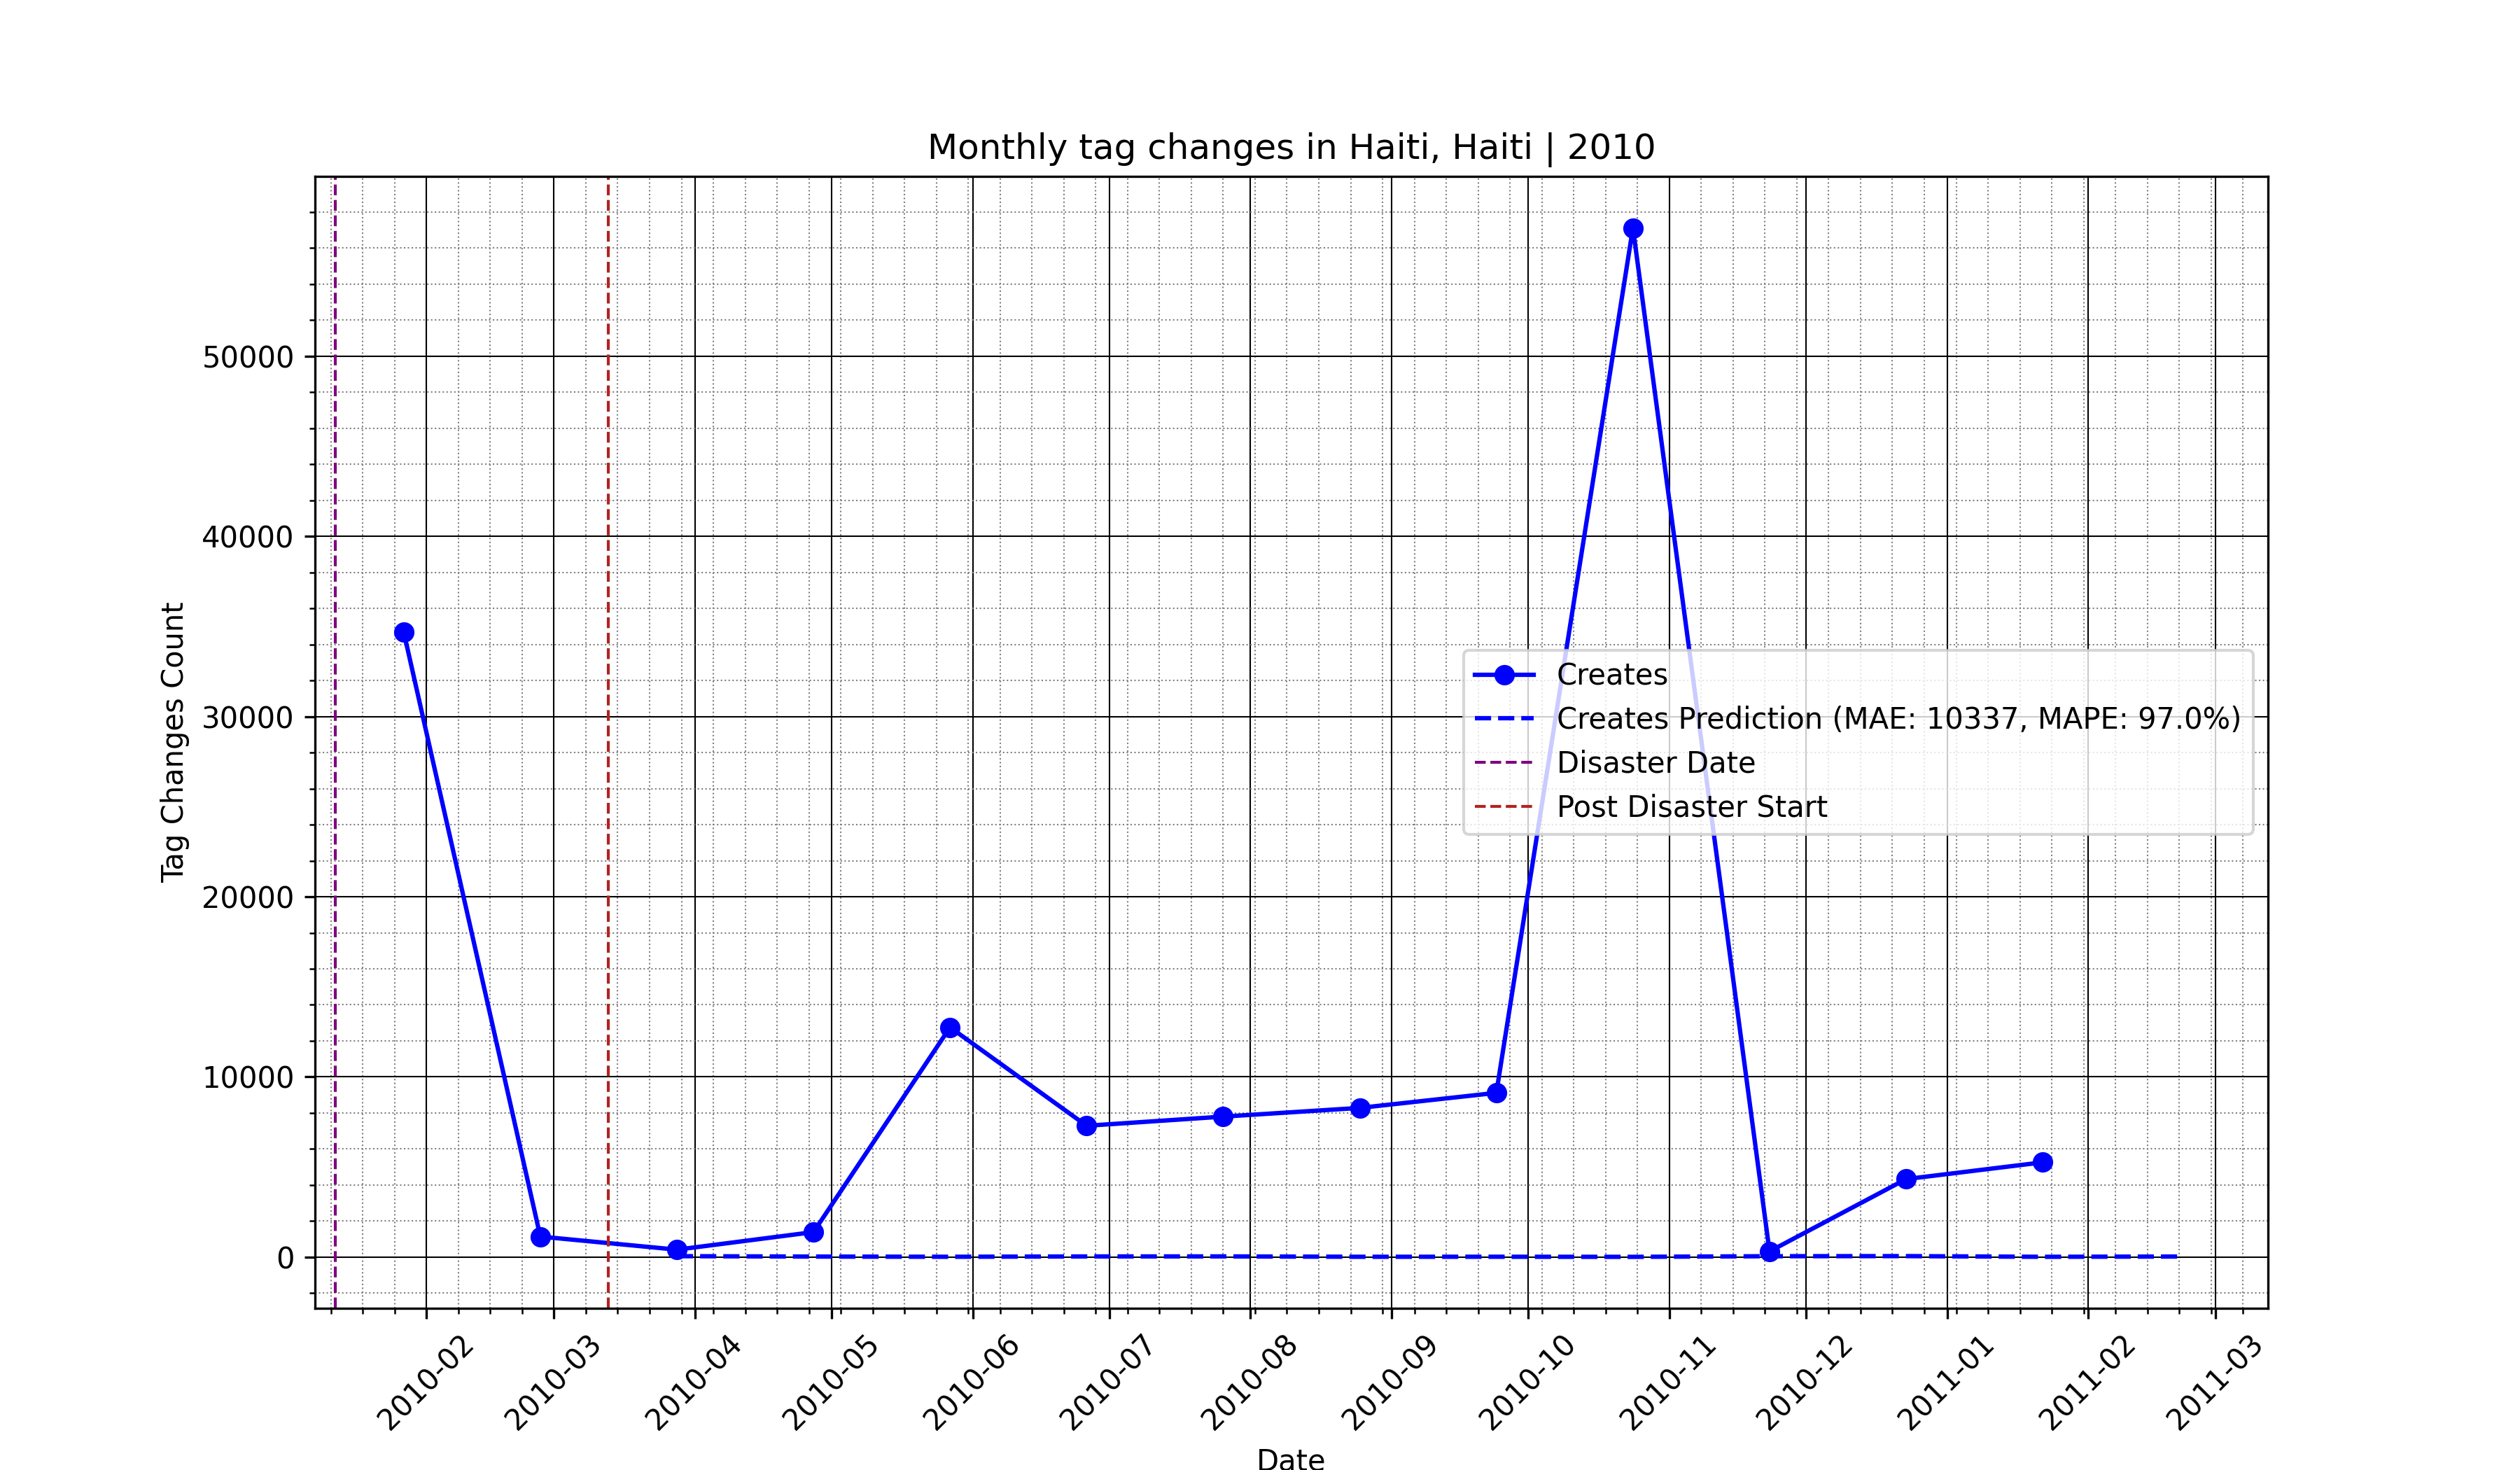 Monthly tag changes in Haiti, Haiti | 2010
Tag Changes Count
50000
40000
30000
20000
10000
0
Creates
Creates Prediction (MAE: 10337, MAPE: 97.0%)
Disaster Date
Post Disaster Start
2010-02
2010-03
2010-04
2010-05
2010-06
2010-07
2010-08
2010-09
2010-10
2010-11
2010-12
2011-01
2011-02
2011-03
Date